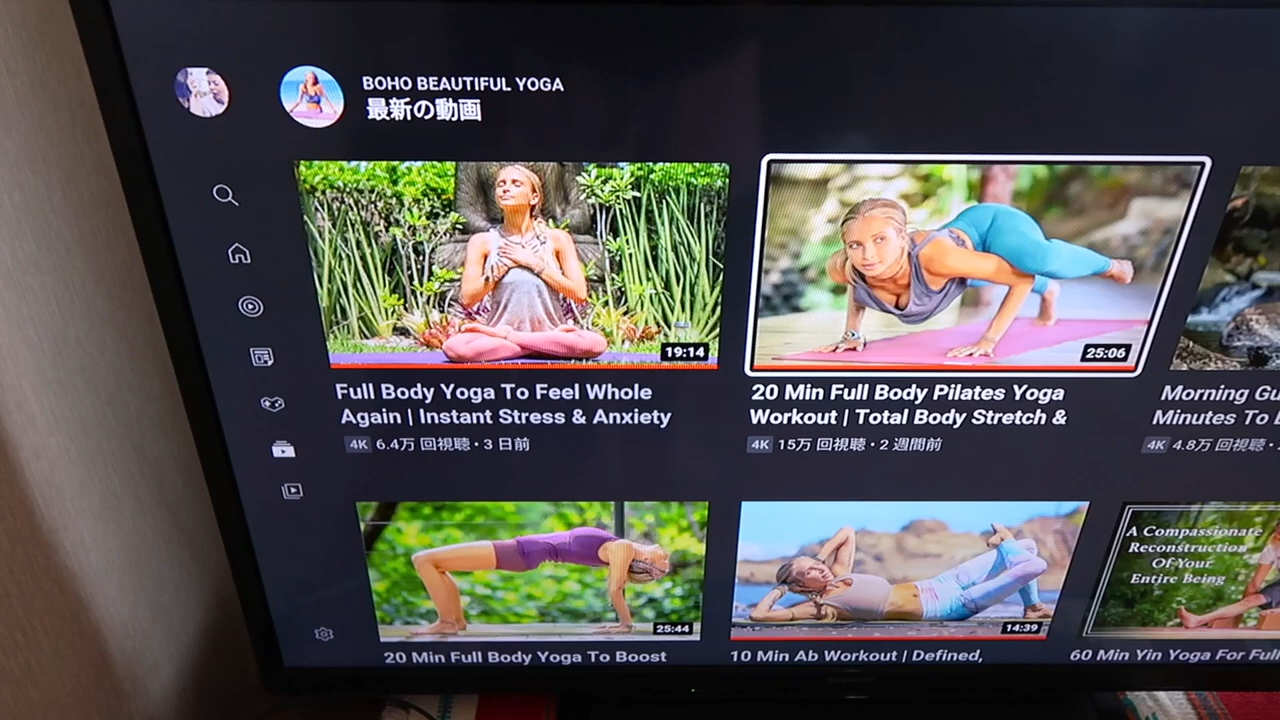 BOHO BEAUTIFUL YOGA
最新の動画
19:14
25:06
Full Body Yoga To Feel Whole
Again | Instant Stress & Anxiety
4K 6.4万 回視聴・3 日前
20 Min Full Body Pilates Yoga
Workout | Total Body Stretch &
4K 15万 回視聴・2 週間前
Morning Gu
Minutes To
4K 4.8万 回視聴・
25:44
14:39
A Compassionate
Reconstruction
Of Your
Entire Being
20 Min Full Body Yoga To Boost
10 Min Ab Workout | Defined,
60 Min Yin Yoga For Full